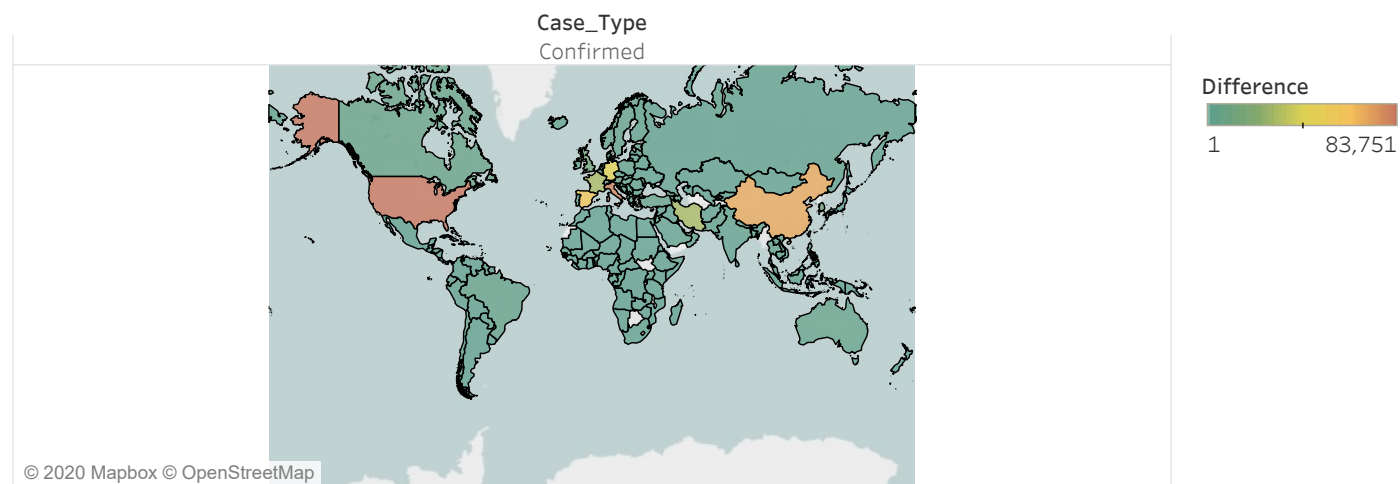 Case_Type
Confirmed
Difference
1 83,751
© 2020 Mapbox © OpenStreetMap